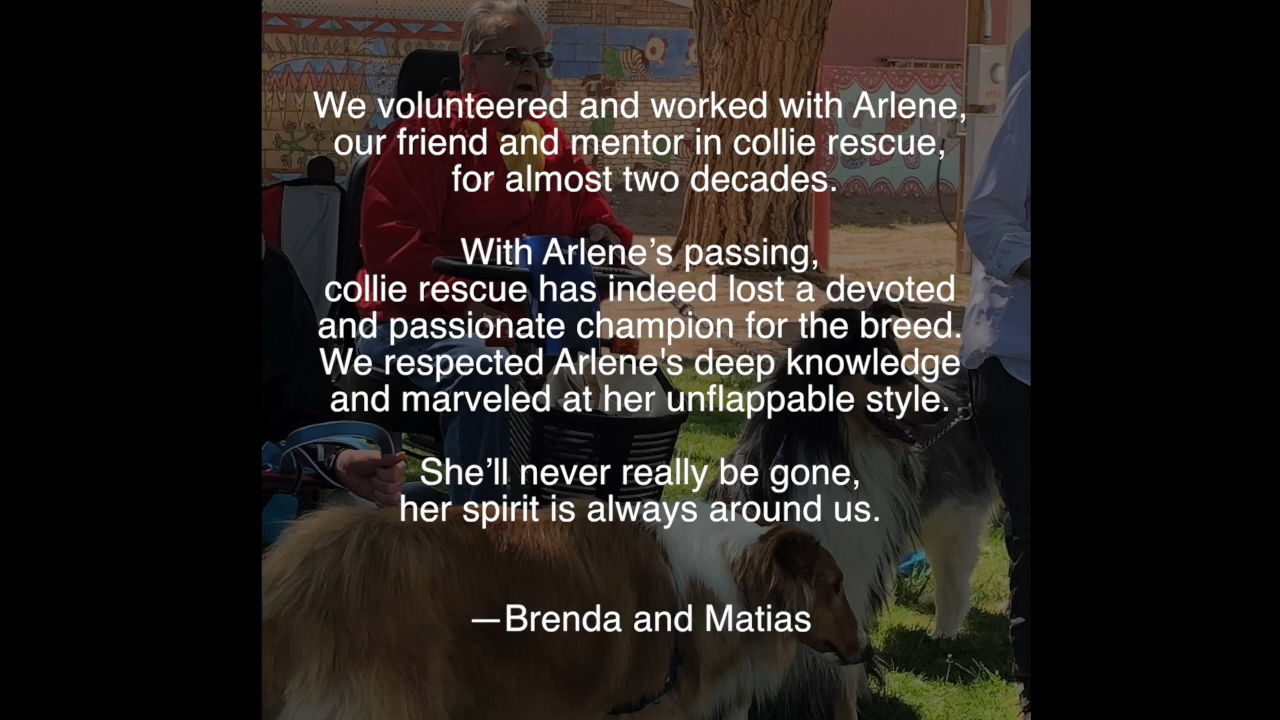 We volunteered and worked with Arlene,
our friend and mentor in collie rescue,
for almost two decades.
With Arlene’s passing,
collie rescue has indeed lost a devoted
and passionate champion for the breed.
We respected Arlene's deep knowledge
and marveled at her unflappable style.
She’ll never really be gone,
her spirit is always around us.
—Brenda and Matias